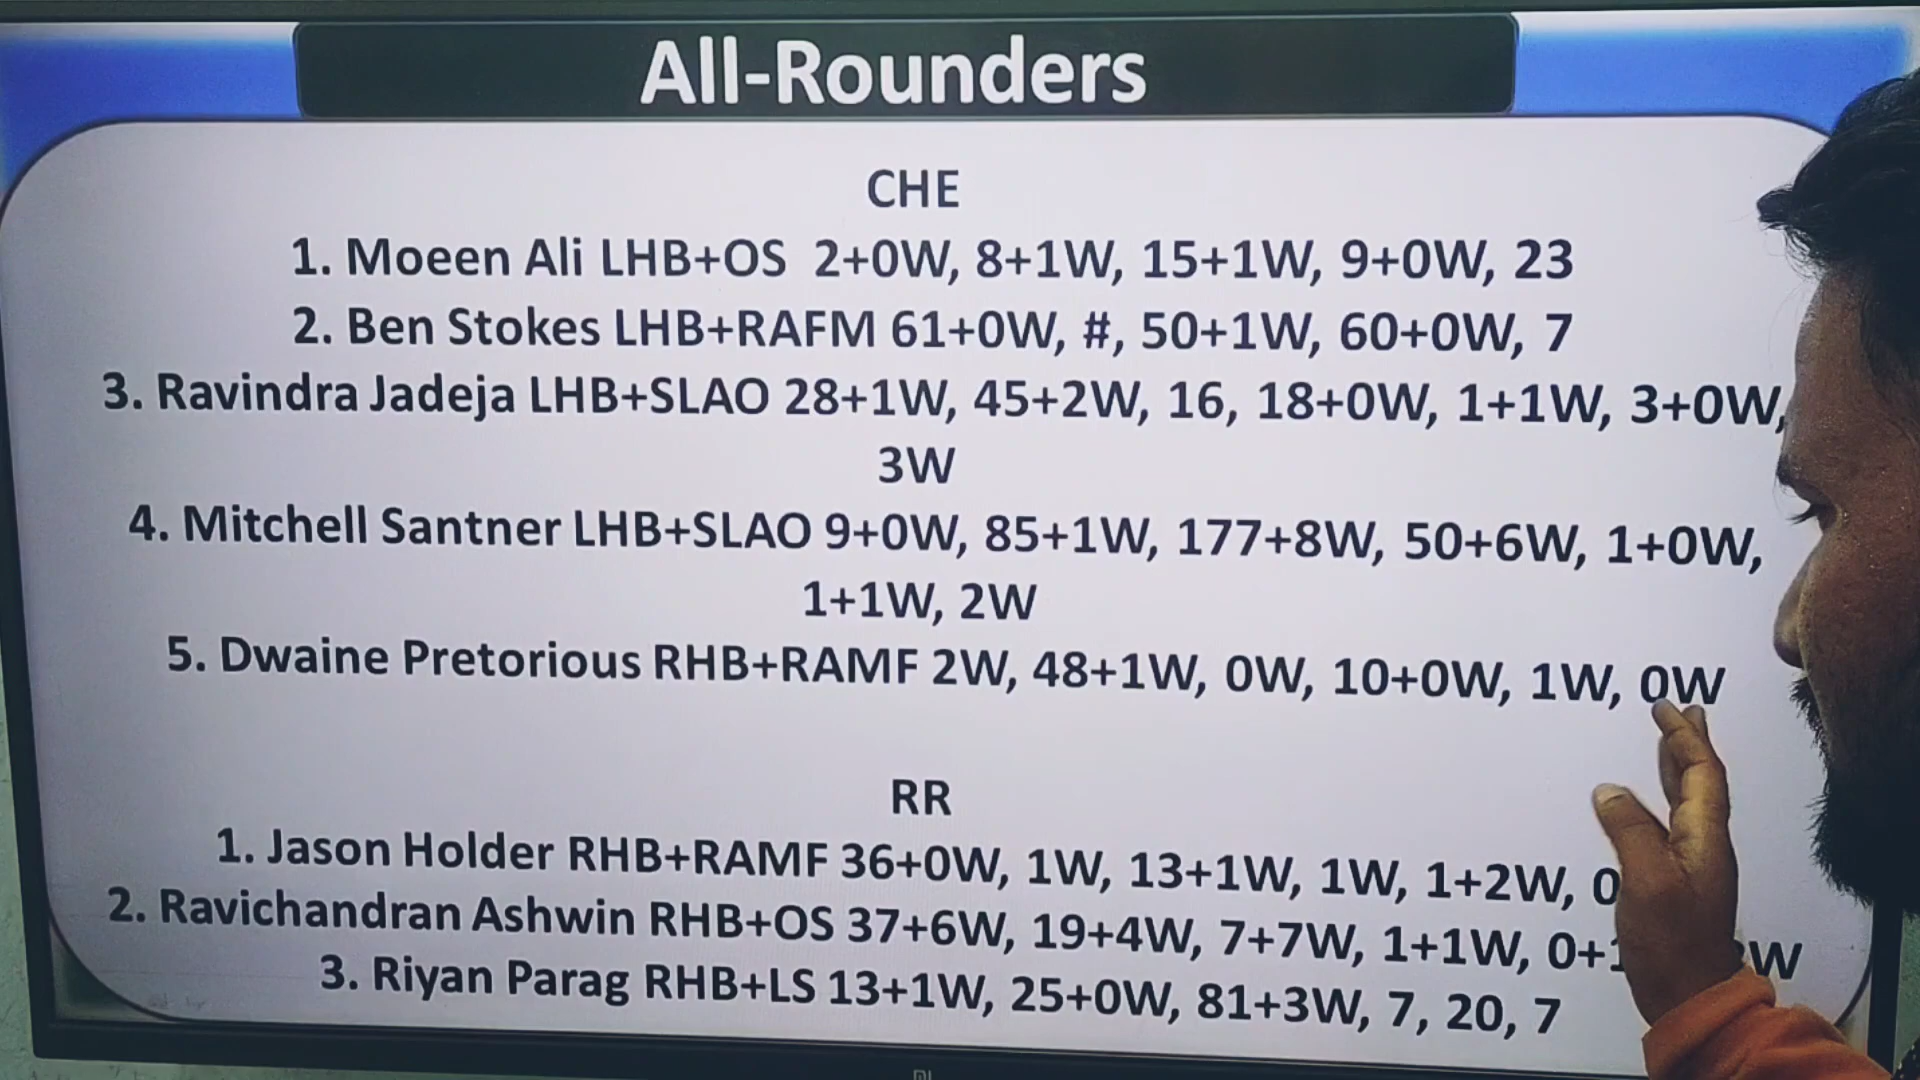 All-Rounders
CHE
1. Moeen Ali LHB+OS 2+0W, 8+1W, 15+1W, 9+0W, 23
2. Ben Stokes LHB+RAFM 61+0W, #, 50+1W, 60+0W, 7
3. Ravindra Jadeja LHB+SLAO 28+1W, 45+2W, 16, 18+0W, 1+1W, 3+0W,
3W
4. Mitchell Santner LHB+SLAO 9+0W, 85+1W, 177+8W, 50+6W, 1+0W,
1+1W, 2W
5. Dwaine Pretorious RHB+RAMF 2W, 48+1W, 0W, 10+0W, 1W, 0W
RR
1. Jason Holder RHB+RAMF 36+0W, 1W, 13+1W, 1W, 1+2W,
2. Ravichandran Ashwin RHB+OS 37+6W, 19+4W, 7+7W, 1+1W,
3. Riyan Parag RHB+LS 13+1W, 25+0W, 81+3W, 7, 20, 7